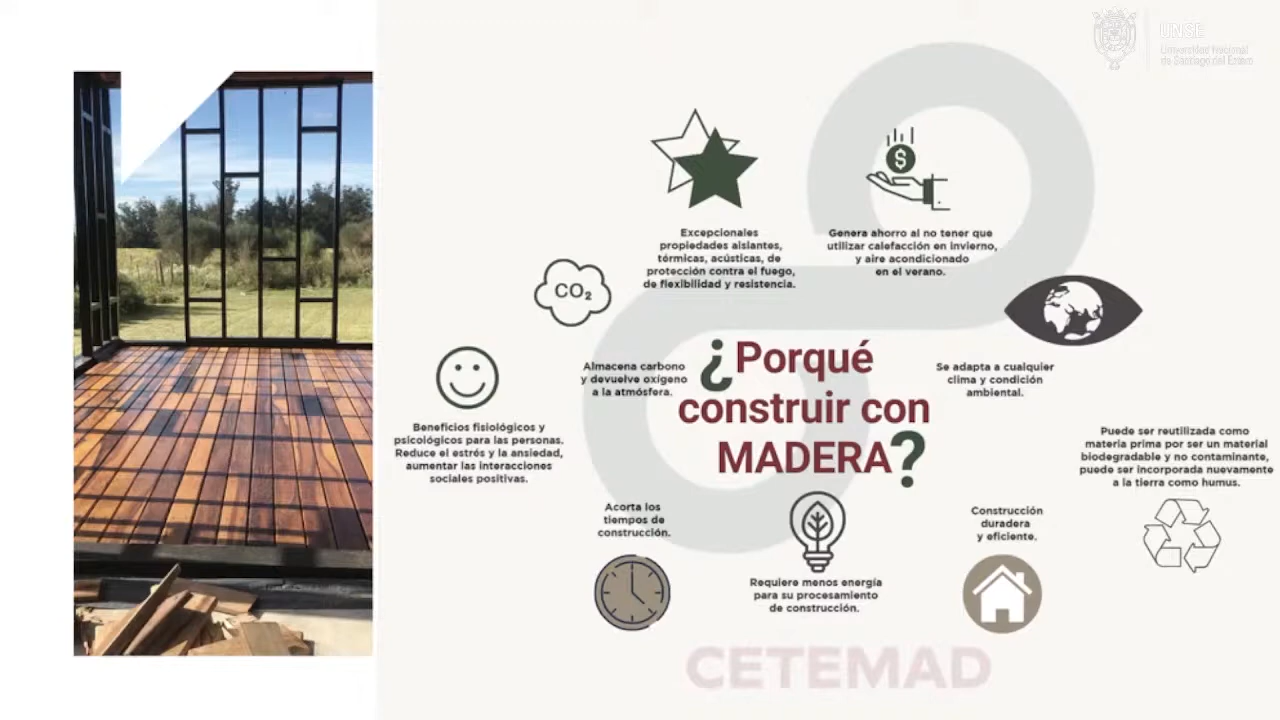 UNSE
Universidad Nacional
de Santiago del Estero
Excepcionales
propiedades aislantes,
térmicas, acústicas, de
protección contra el fuego,
de flexibilidad y resistencia.
$
Genera ahorro al no tener que
utilizar calefacción en invierno,
y aire acondicionado
en el verano.
CO₂
Almacena carbono
y devuelve oxígeno
a la atmósfera.
¿Porqué
construir con
MADERA?
Se adapta a cualquier
clima y condición
ambiental.
Beneficios fisiológicos y
psicológicos para las personas.
Reduce el estrés y la ansiedad,
aumentar las interacciones
sociales positivas.
Puede ser reutilizada como
materia prima por ser un material
biodegradable y no contaminante,
puede ser incorporada nuevamente
a la tierra como humus.
Acorta los
tiempos de
construcción.
Requiere menos energía
para su procesamiento
de construcción.
Construcción
duradera
y eficiente.
CETEMAD